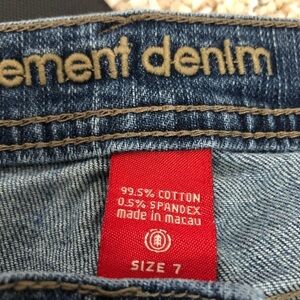 ement denim
99.5% COTTON
0.5% SPANDEX
made in macau
SIZE 7